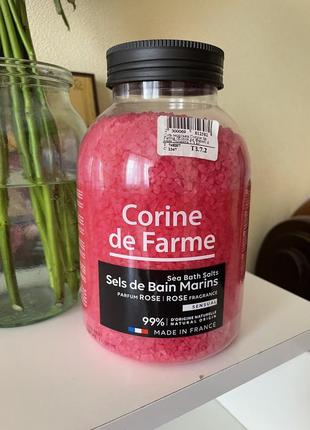 Corine
de Farme
Sea Bath Salts
Sels de Bain Marins
PARFUM ROSE | ROSE FRAGRANCE
SENSUAL
99% D'ORIGINE NATURELLE
NATURAL ORIGIN
MADE IN FRANCE